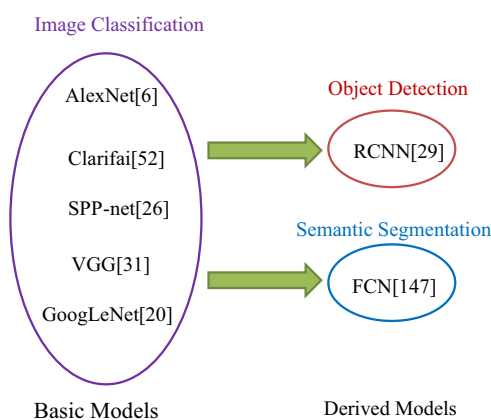 Image Classification
AlexNet[6]
Clarifai[52]
SPP-net[26]
VGG[31]
GoogLeNet[20]
Basic Models
Object Detection
RCNN[29]
Semantic Segmentation
FCN[147]
Derived Models